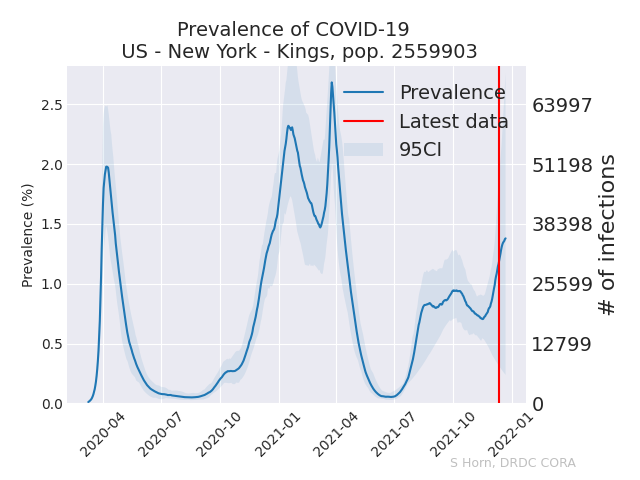 Prevalence of COVID-19
US - New York - Kings, pop. 2559903
Prevalence (%)
2.5
2.0
1.5
1.0
0.5
0.0
Prevalence
Latest data
95CI
63997
51198
38398
25599
12799
0
# of infections
2020-04
2020-07
2020-10
2021-01
2021-04
2021-07
2021-10
2022-01
S Horn, DRDC CORA